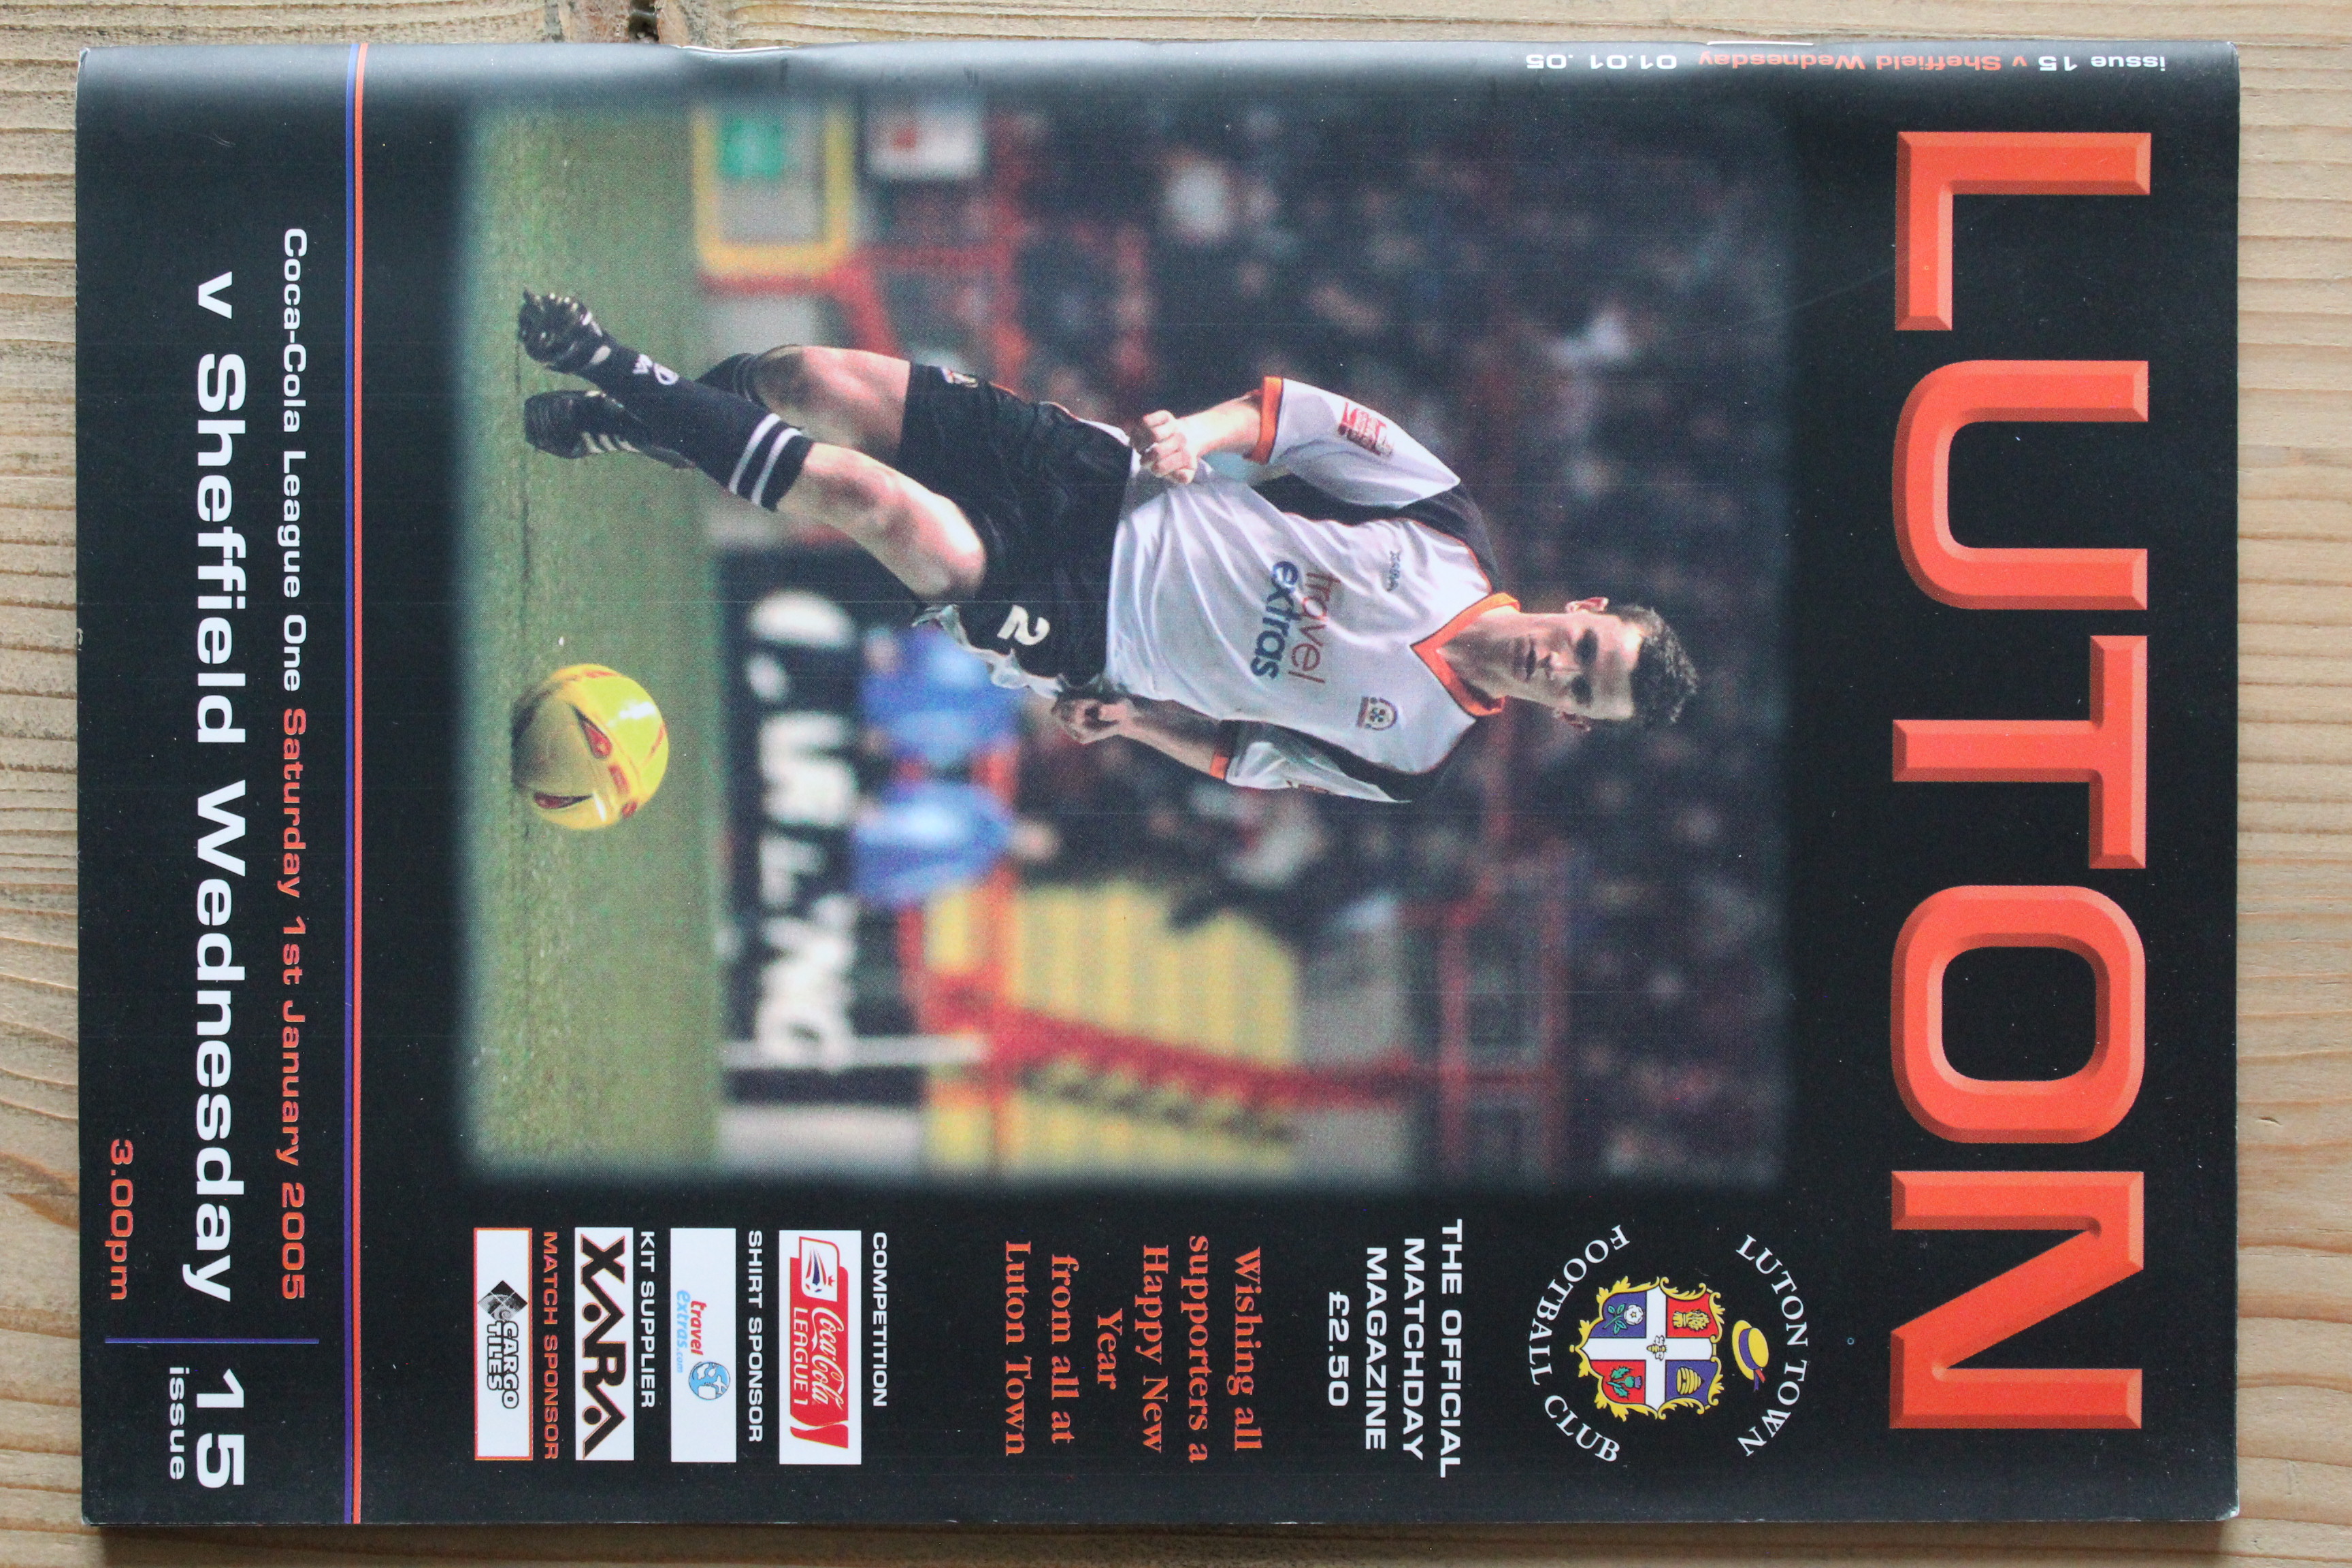 issue 15 v Sheffield Wednesday 01.01.05
LUTON
LUTON TOWN
FOOTBALL CLUB
THE OFFICIAL
MATCHDAY
MAGAZINE
£2.50
Wishing all
supporters a
Happy New
Year
from all at
Luton Town
COMPETITION
Coca-Cola
LEAGUE 1
SHIRT SPONSOR
travel
extras.com
KIT SUPPLIER
XARA
MATCH SPONSOR
CARGO
TILES
travel
extras
2
Coca-Cola League One Saturday 1st January 2005
v Sheffield Wednesday
3.00pm
15
issue